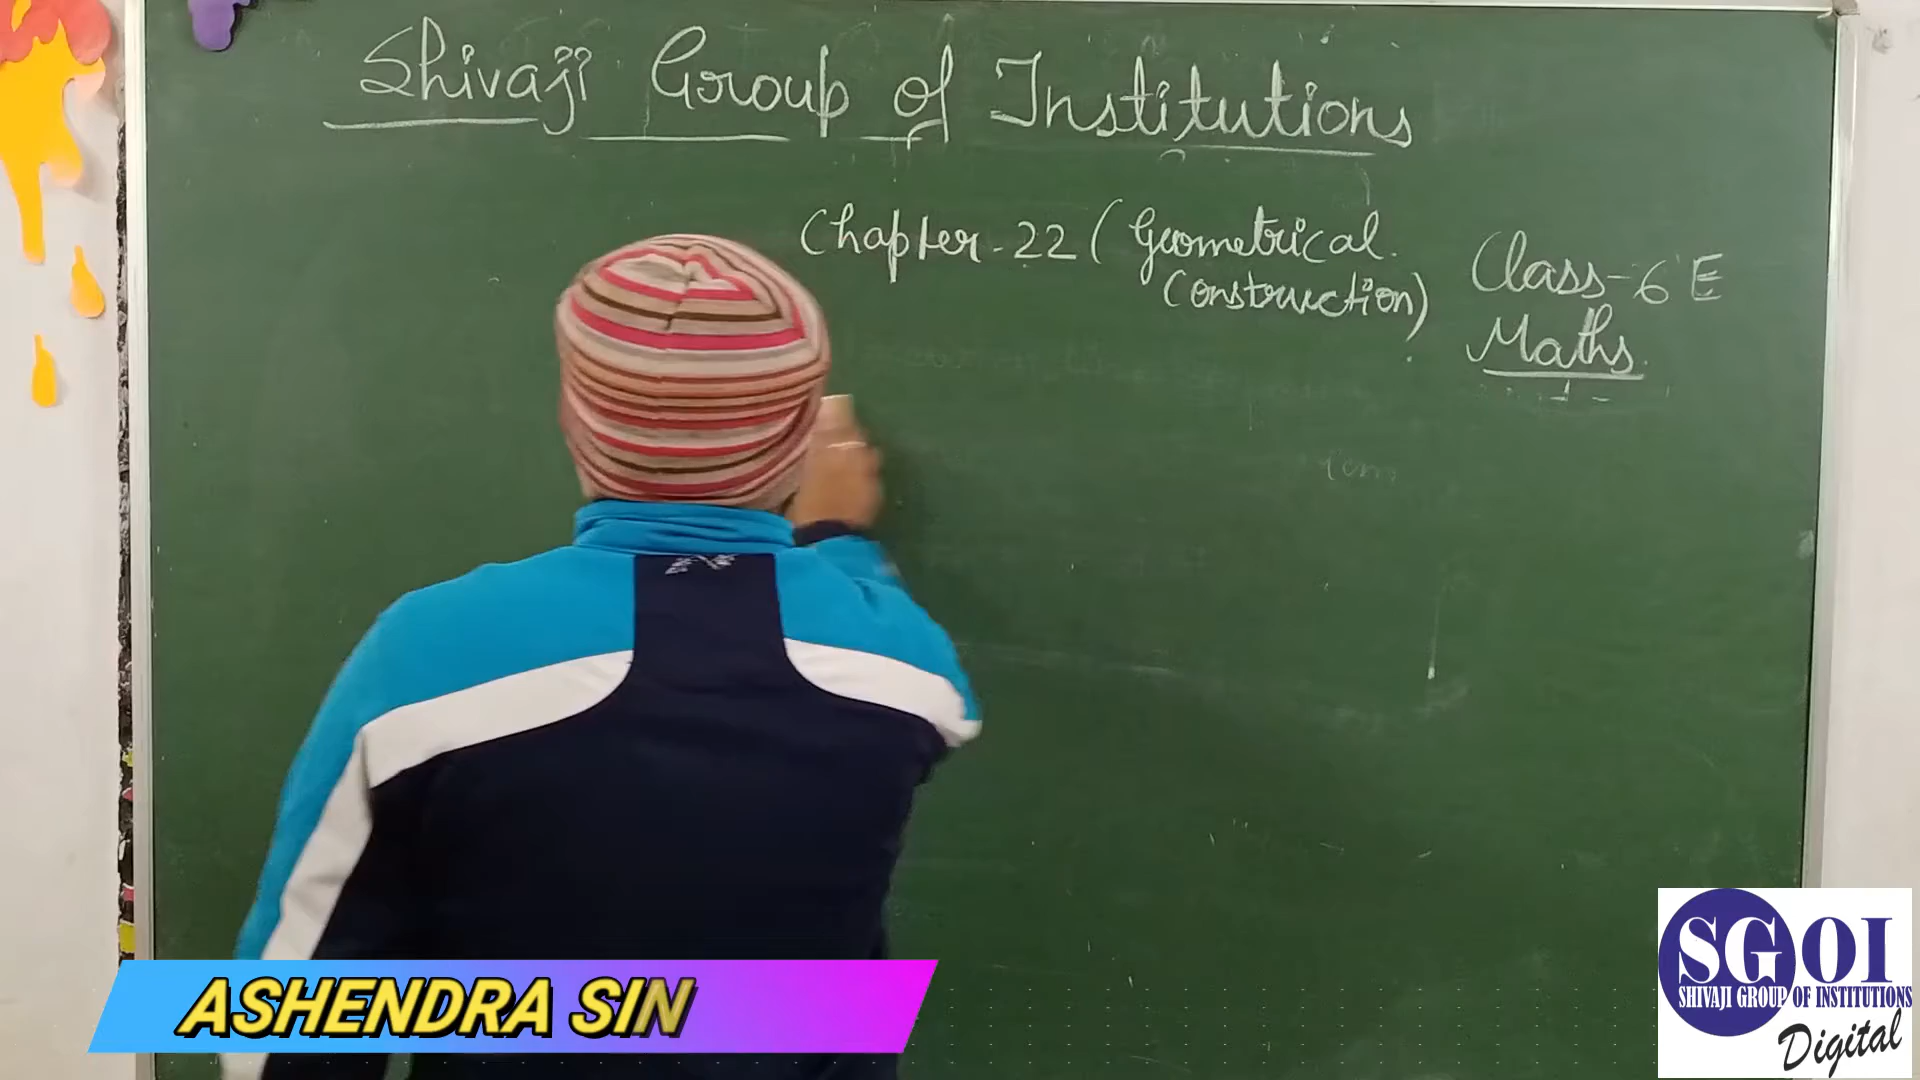 Shivaji Group of Institutions
Chapter-22 (Geometrical
Construction)
Class-6 E
Maths
ASHENDRA SIN
SGOI
SHIVAJI GROUP OF INSTITUTIONS
Digital